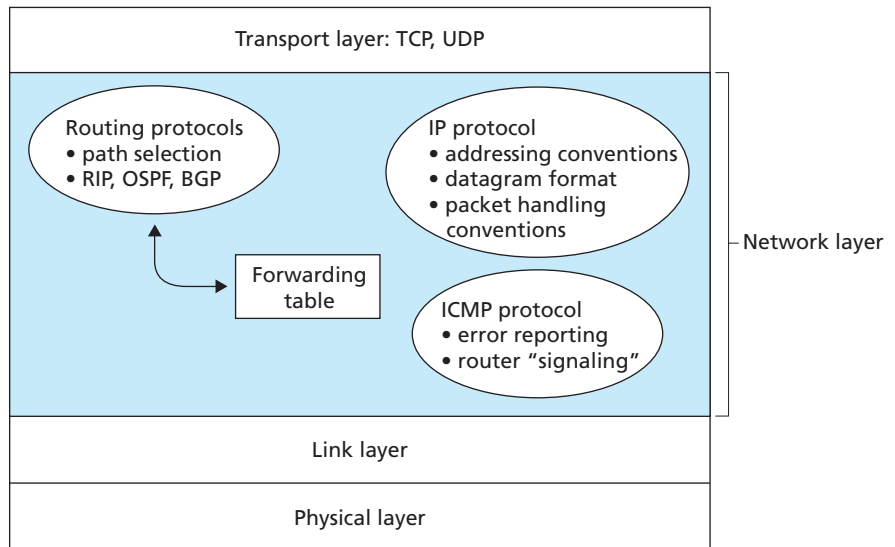 Transport layer: TCP, UDP
Routing protocols
• path selection
• RIP, OSPF, BGP
IP protocol
• addressing conventions
• datagram format
• packet handling
conventions
Network layer
Forwarding
table
ICMP protocol
• error reporting
• router “signaling”
Link layer
Physical layer